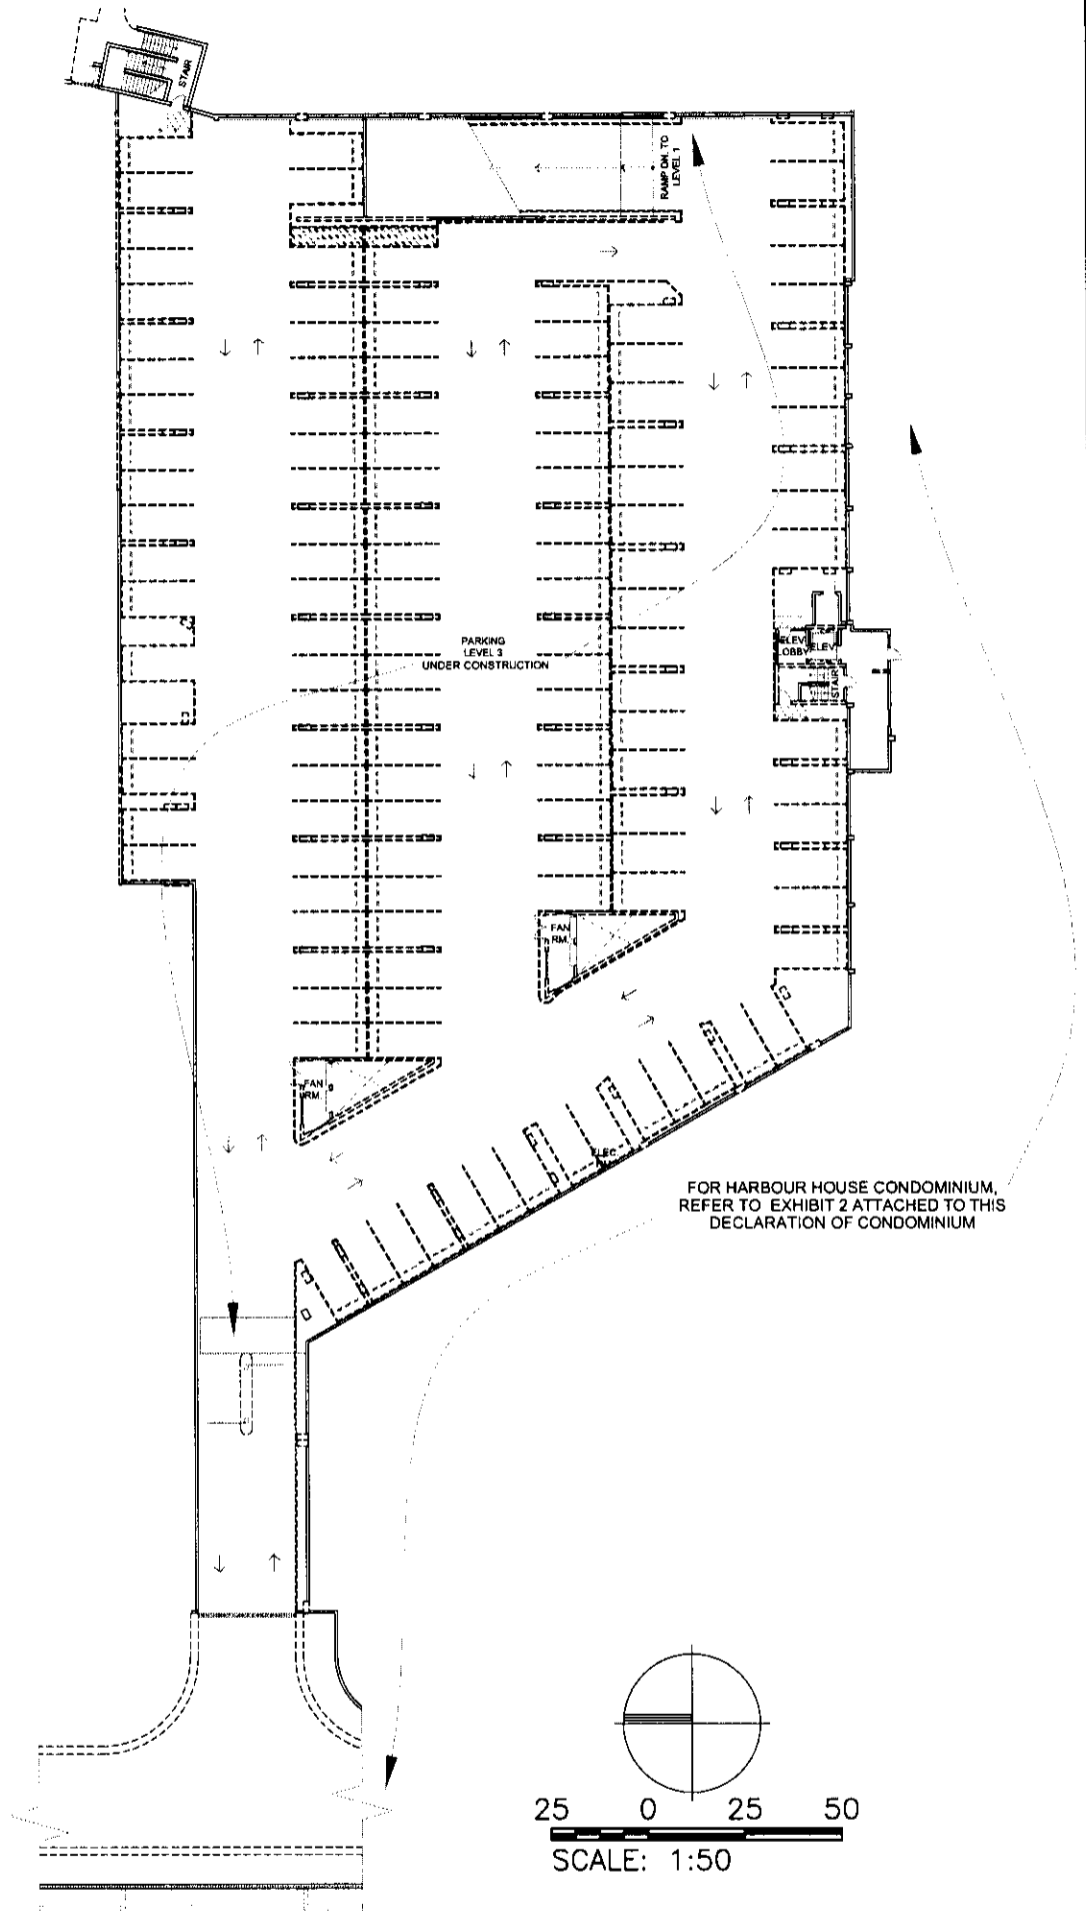 STAIR
RAMP DN. TO
LEVEL 1
PARKING
LEVEL 3
UNDER CONSTRUCTION
ELEV
LOBBY
ELEV
STAIR
FAN
RM.
FAN
RM.
ELEC
FOR HARBOUR HOUSE CONDOMINIUM,
REFER TO EXHIBIT 2 ATTACHED TO THIS
DECLARATION OF CONDOMINIUM
25 0 25 50
SCALE: 1:50